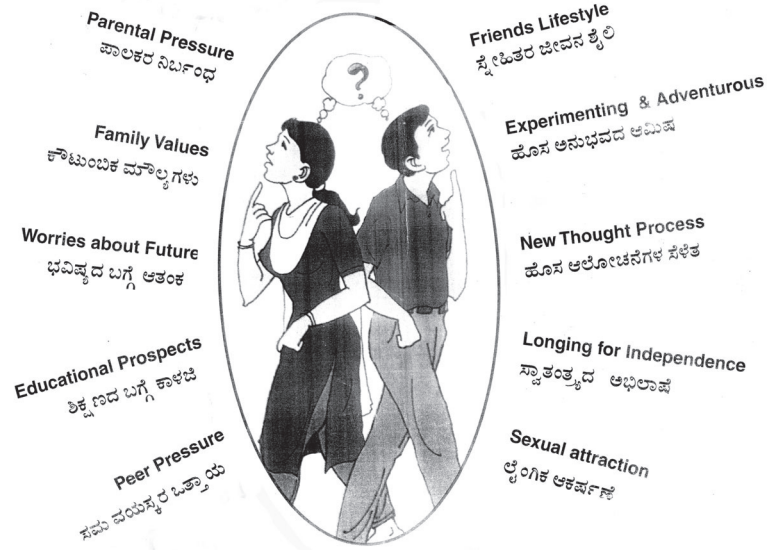 Parental Pressure
ಪಾಲಕರ ನಿರ್ಬಂಧ
Family Values
ಕೌಟುಂಬಿಕ ಮೌಲ್ಯಗಳು
Worries about Future
ಭವಿಷ್ಯದ ಬಗ್ಗೆ ಆತಂಕ
Educational Prospects
ಶಿಕ್ಷಣದ ಬಗ್ಗೆ ಕಾಳಜಿ
Peer Pressure
ಸಮ ವಯಸ್ಕರ ಒತ್ತಾಯ
?
Friends Lifestyle
ಸ್ನೇಹಿತರ ಜೀವನ ಶೈಲಿ
Experimenting & Adventurous
ಹೊಸ ಅನುಭವದ ಆಮಿಷ
New Thought Process
ಹೊಸ ಆಲೋಚನೆಗಳ ಸೆಳೆತ
Longing for Independence
ಸ್ವಾತಂತ್ರ್ಯದ ಅಭಿಲಾಷೆ
Sexual attraction
ಲೈಂಗಿಕ ಆಕರ್ಷಣೆ